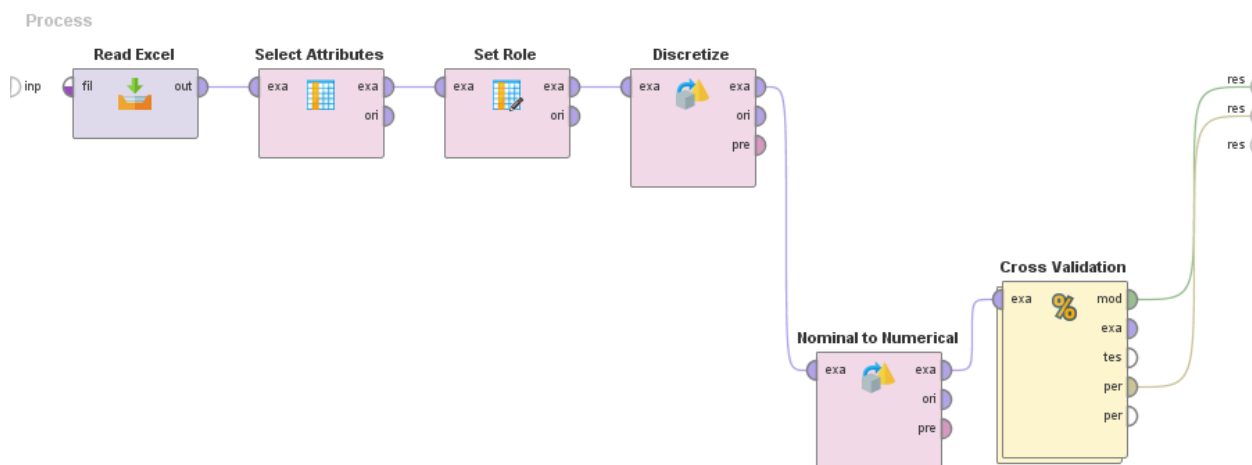 Process
Read Excel
Select Attributes
Set Role
Discretize
inp
fil
out
exa
exa
ori
exa
exa
ori
exa
exa
ori
pre
res
res
res
Nominal to Numerical
exa
exa
ori
pre
Cross Validation
exa
mod
exa
tes
per
per
%